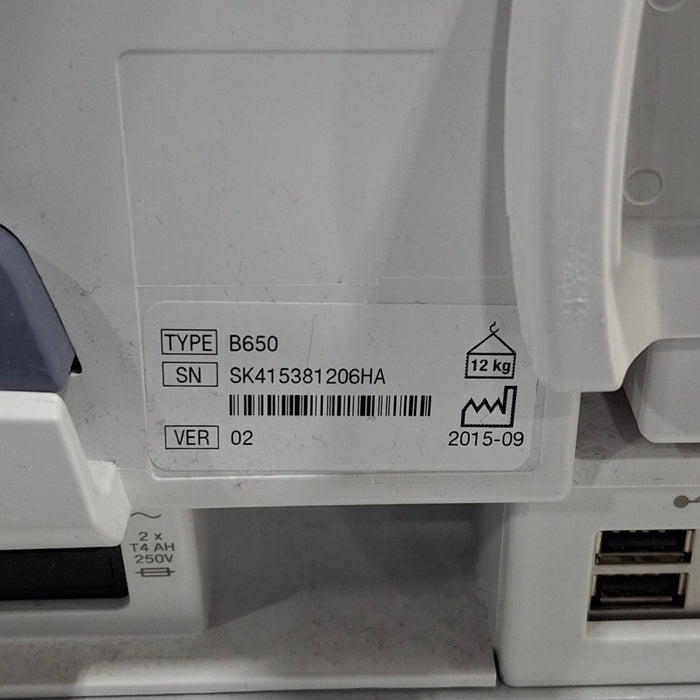 TYPE B650
SN SK415381206HA
VER 02
12 kg
2015-09
2 x
T4 AH
250V